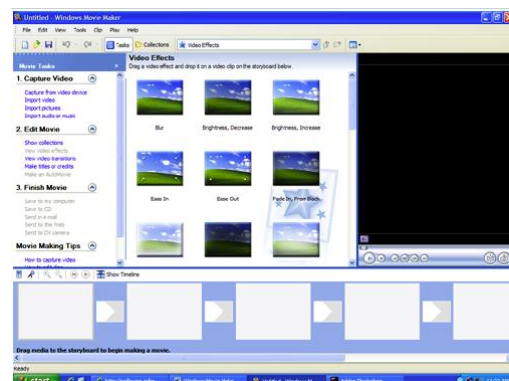 Untitled - Windows Movie Maker
File Edit View Tools Clip Play Help
Tasks Collections Video Effects
Movie Tasks
Video Effects
Drag a video effect and drop it on a video clip on the storyboard below.
1. Capture Video
Capture from video device
Import video
Import pictures
Import audio or music
2. Edit Movie
Show collections
View video effects
View video transitions
Make titles or credits
Make an AutoMovie
3. Finish Movie
Save to my computer
Save to CD
Send in e-mail
Send to the Web
Send to DV camera
Movie Making Tips
How to capture video
Blur
Brightness, Decrease
Brightness, Increase
Ease In
Ease Out
Fade In, From Black
Show Timeline
Drag media to the storyboard to begin making a movie.
Ready
start